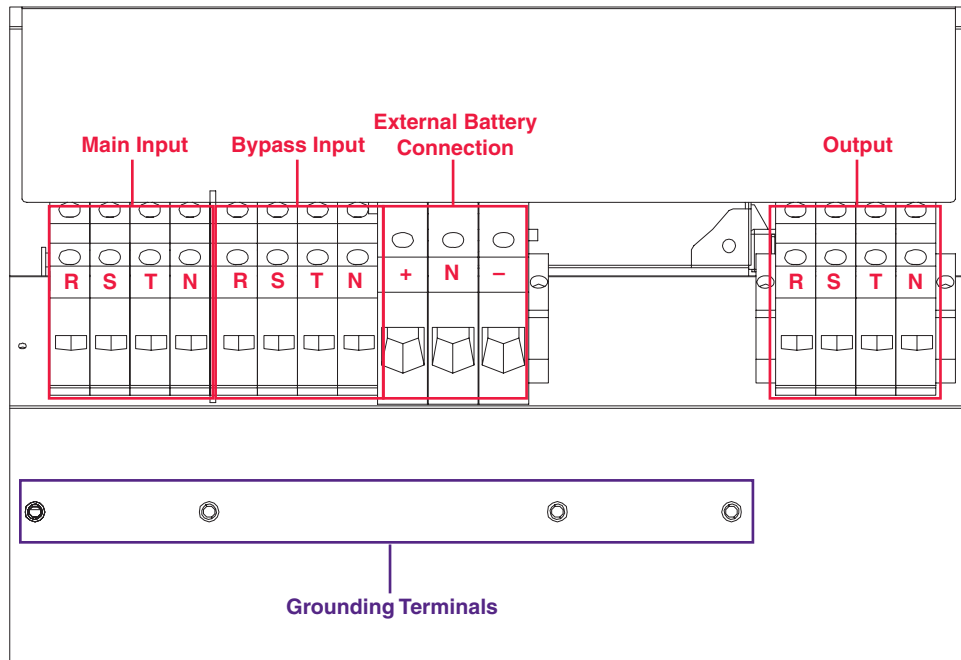 Main Input
Bypass Input
External Battery
Connection
Output
R S T N
R S T N
+ N –
R S T N
Grounding Terminals